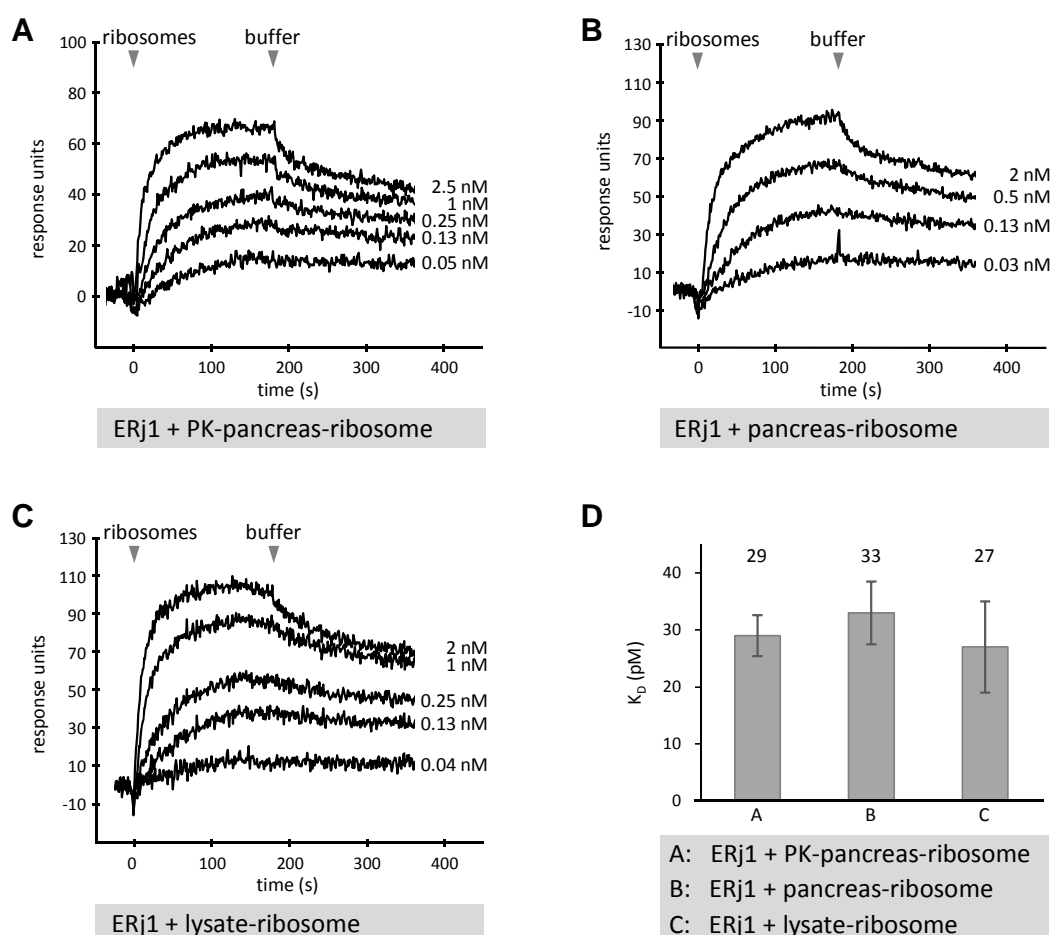 A
ribosomes buffer
100
80
60
40
20
0
response units
2.5 nM
1 nM
0.25 nM
0.13 nM
0.05 nM
0 100 200 300 400
time (s)
ERj1 + PK-pancreas-ribosome
B
ribosomes buffer
130
110
90
70
50
30
10
-10
response units
2 nM
0.5 nM
0.13 nM
0.03 nM
0 100 200 300 400
time (s)
ERj1 + pancreas-ribosome
C
ribosomes buffer
130
110
90
70
50
30
10
-10
response units
2 nM
1 nM
0.25 nM
0.13 nM
0.04 nM
0 100 200 300 400
time (s)
ERj1 + lysate-ribosome
D
29 33 27
40
30
20
10
0
KD (pM)
A B C
A: ERj1 + PK-pancreas-ribosome
B: ERj1 + pancreas-ribosome
C: ERj1 + lysate-ribosome